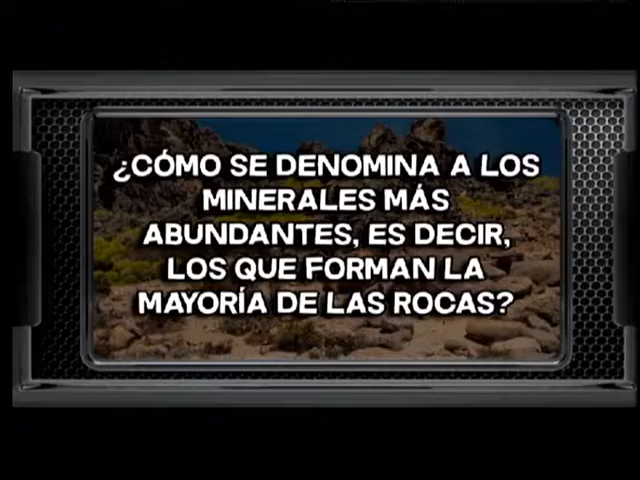 ¿CÓMO SE DENOMINA A LOS
MINERALES MÁS
ABUNDANTES, ES DECIR,
LOS QUE FORMAN LA
MAYORÍA DE LAS ROCAS?